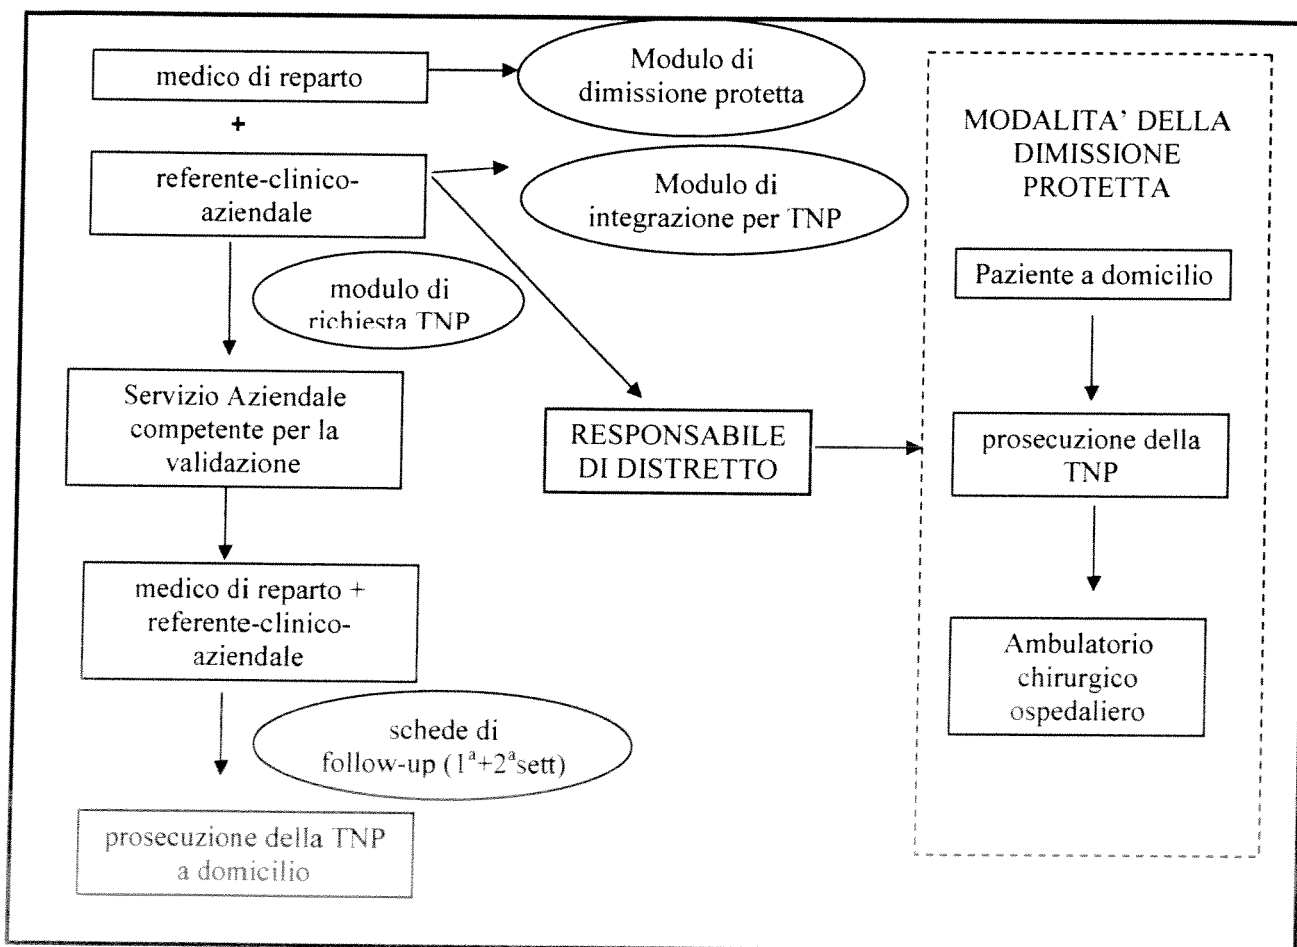 medico di reparto
+
referente-clinico-
aziendale
Modulo di
dimissione protetta
Modulo di
integrazione per TNP
modulo di
richiesta TNP
Servizio Aziendale
competente per la
validazione
RESPONSABILE
DI DISTRETTO
medico di reparto +
referente-clinico-
aziendale
schede di
follow-up (1ª+2ªsett)
prosecuzione della TNP
a domicilio
MODALITA’ DELLA
DIMISSIONE
PROTETTA
Paziente a domicilio
prosecuzione della
TNP
Ambulatorio
chirurgico
ospedaliero